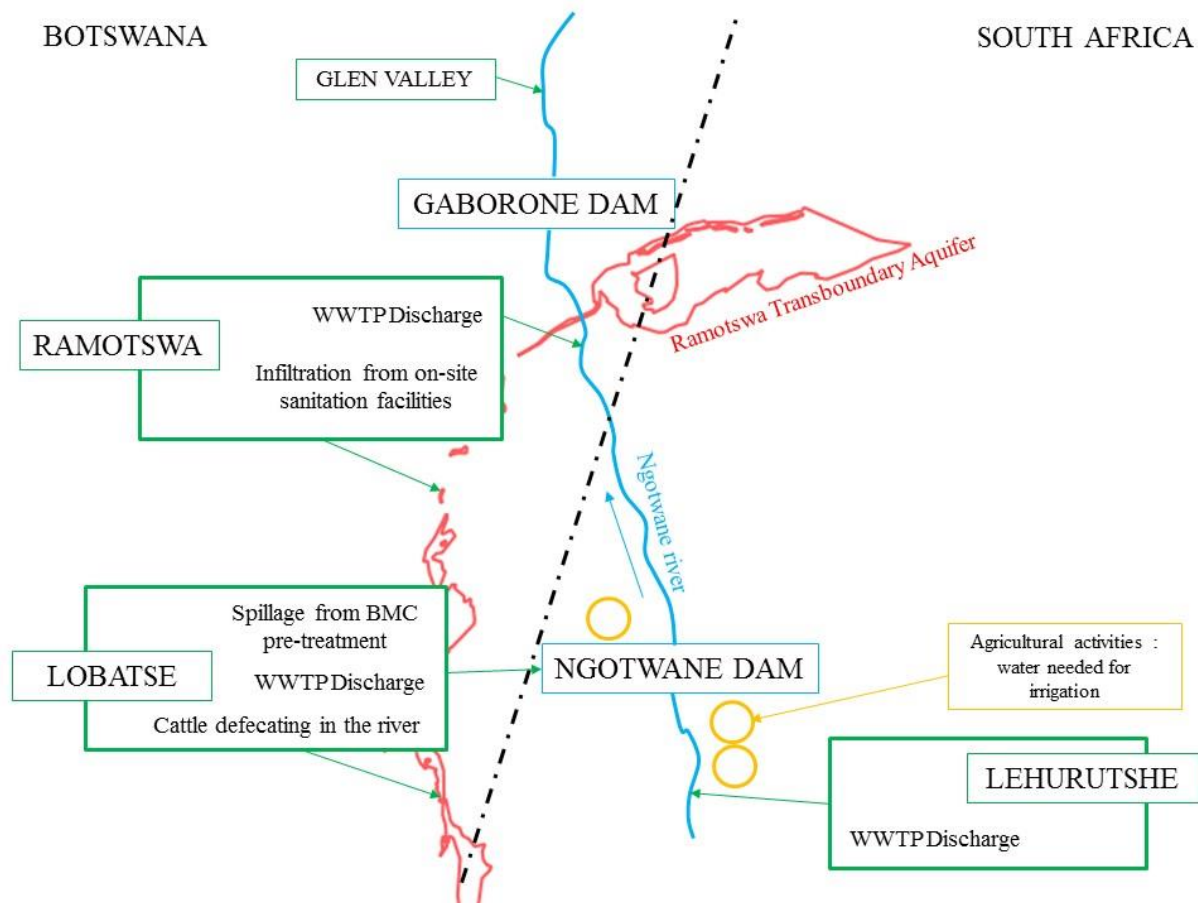 BOTSWANA
SOUTH AFRICA
GLEN VALLEY
GABORONE DAM
Ramotswa Transboundary Aquifer
RAMOTSWA
WWTP Discharge
Infiltration from on-site
sanitation facilities
Ngotwane river
LOBATSE
Spillage from BMC
pre-treatment
WWTP Discharge
Cattle defecating in the river
NGOTWANE DAM
Agricultural activities :
water needed for
irrigation
LEHURUTSHE
WWTP Discharge